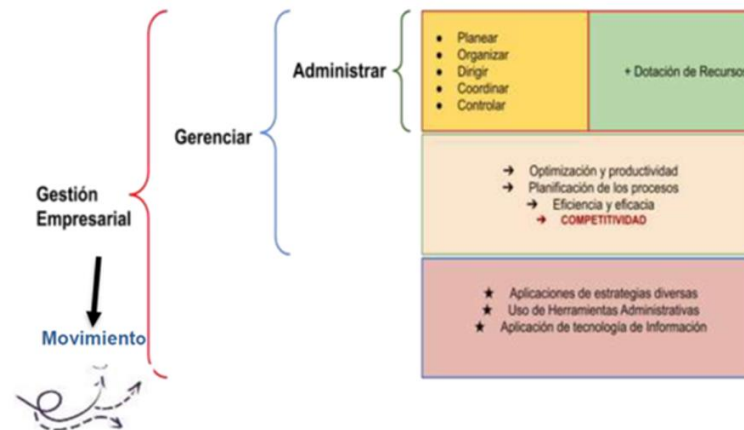 Gestión
Empresarial
Movimiento
Gerenciar
Administrar
● Planear
● Organizar
● Dirigir
● Coordinar
● Controlar
+ Dotación de Recursos
➔ Optimización y productividad
➔ Planificación de los procesos
➔ Eficiencia y eficacia
➔ COMPETITIVIDAD
★ Aplicaciones de estrategias diversas
★ Uso de Herramientas Administrativas
★ Aplicación de tecnología de Información